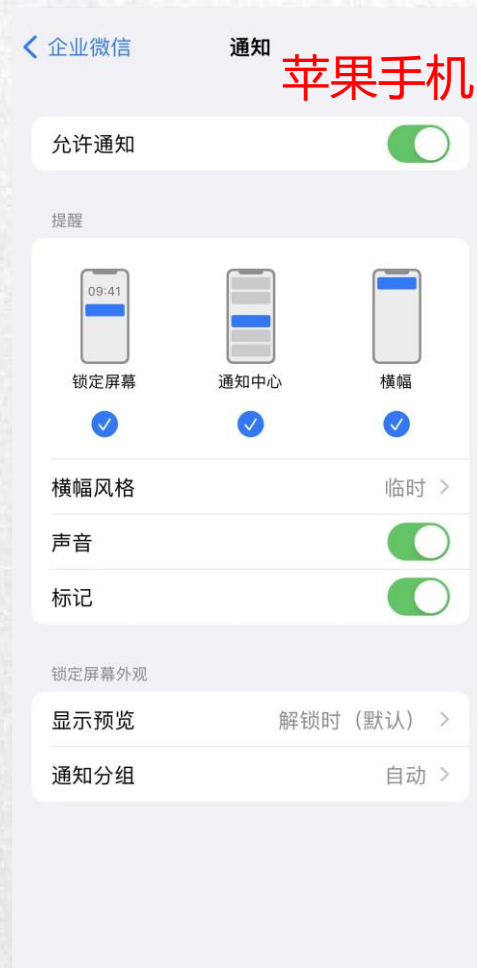 企业微信
通知
苹果手机
允许通知
提醒
09:41
锁定屏幕
通知中心
横幅
横幅风格
临时
声音
标记
锁定屏幕外观
显示预览
解锁时（默认）
通知分组
自动